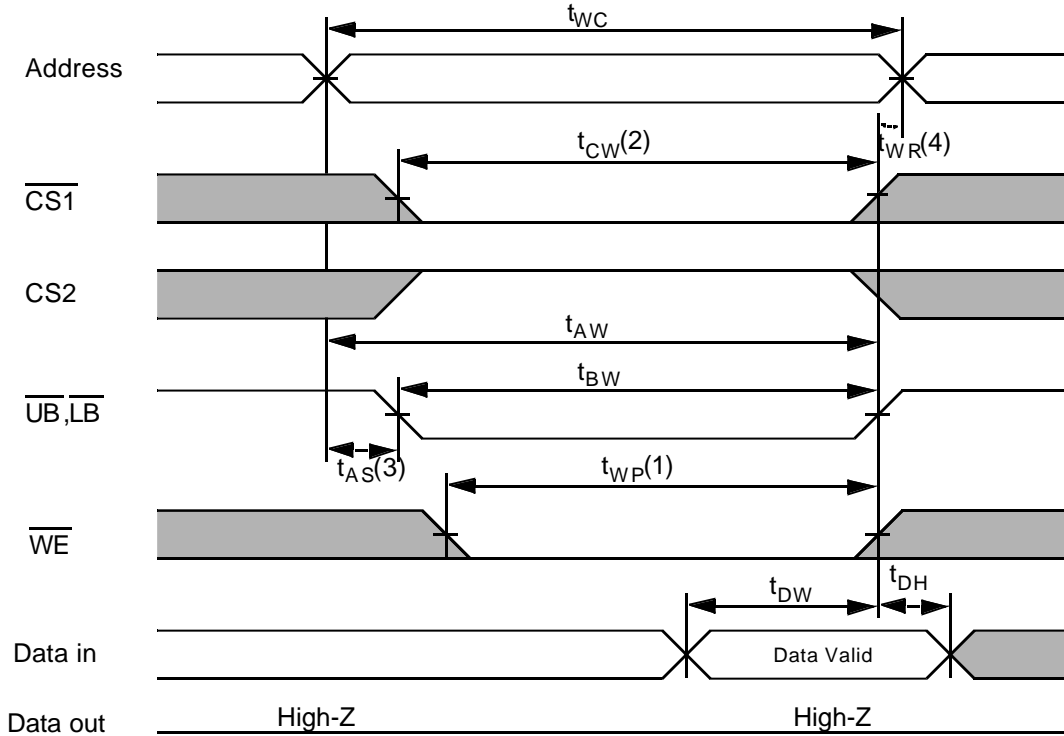 tWC
Address
tCW(2)
tWR(4)
CS1
CS2
tAW
tBW
UB,LB
tAS(3)
tWP(1)
WE
tDW
tDH
Data in
Data Valid
Data out
High-Z
High-Z